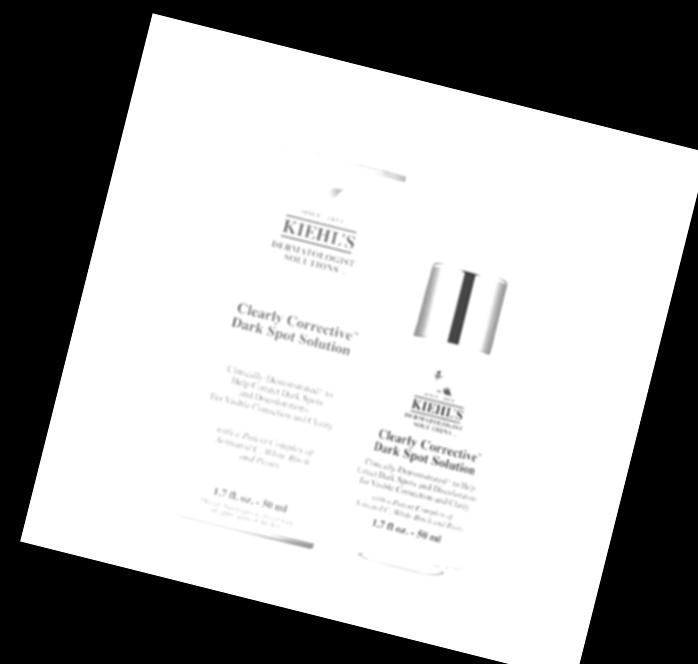 SINCE 1851
KIEHL'S
DERMATOLOGIST
SOLUTIONS™
Clearly Corrective™
Dark Spot Solution
Clinically Demonstrated* to
Help Correct Dark Spots
and Discolorations
For Visible Correction and Clarity
with a Potent Complex of
Activated C, White Birch
and Peony
1.7 fl. oz. - 50 ml
KIEHL'S
DERMATOLOGIST
SOLUTIONS™
Clearly Corrective™
Dark Spot Solution
Clinically Demonstrated* to Help
Correct Dark Spots and Discolorations
For Visible Correction and Clarity
with a Potent Complex of
Activated C, White Birch and Peony
1.7 fl. oz. - 50 ml